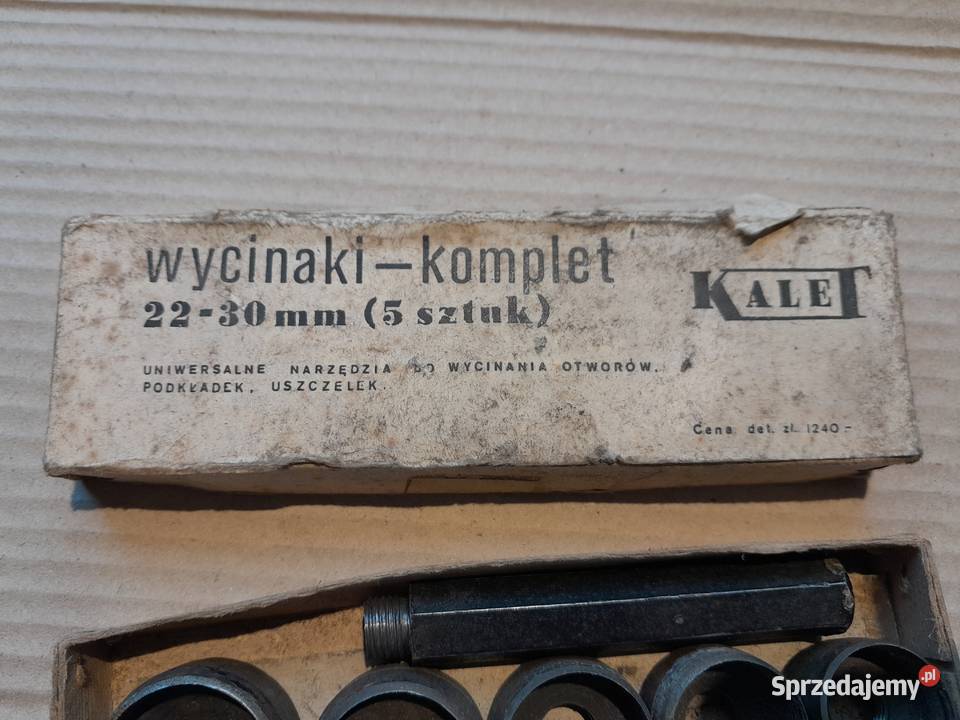 wycinaki – komplet
22-30 mm (5 sztuk)
KALET
UNIWERSALNE NARZĘDZIA DO WYCINANIA OTWORÓW,
PODKŁADEK, USZCZELEK.
Cena det. zł. 1240 –
Sprzedajemy.pl